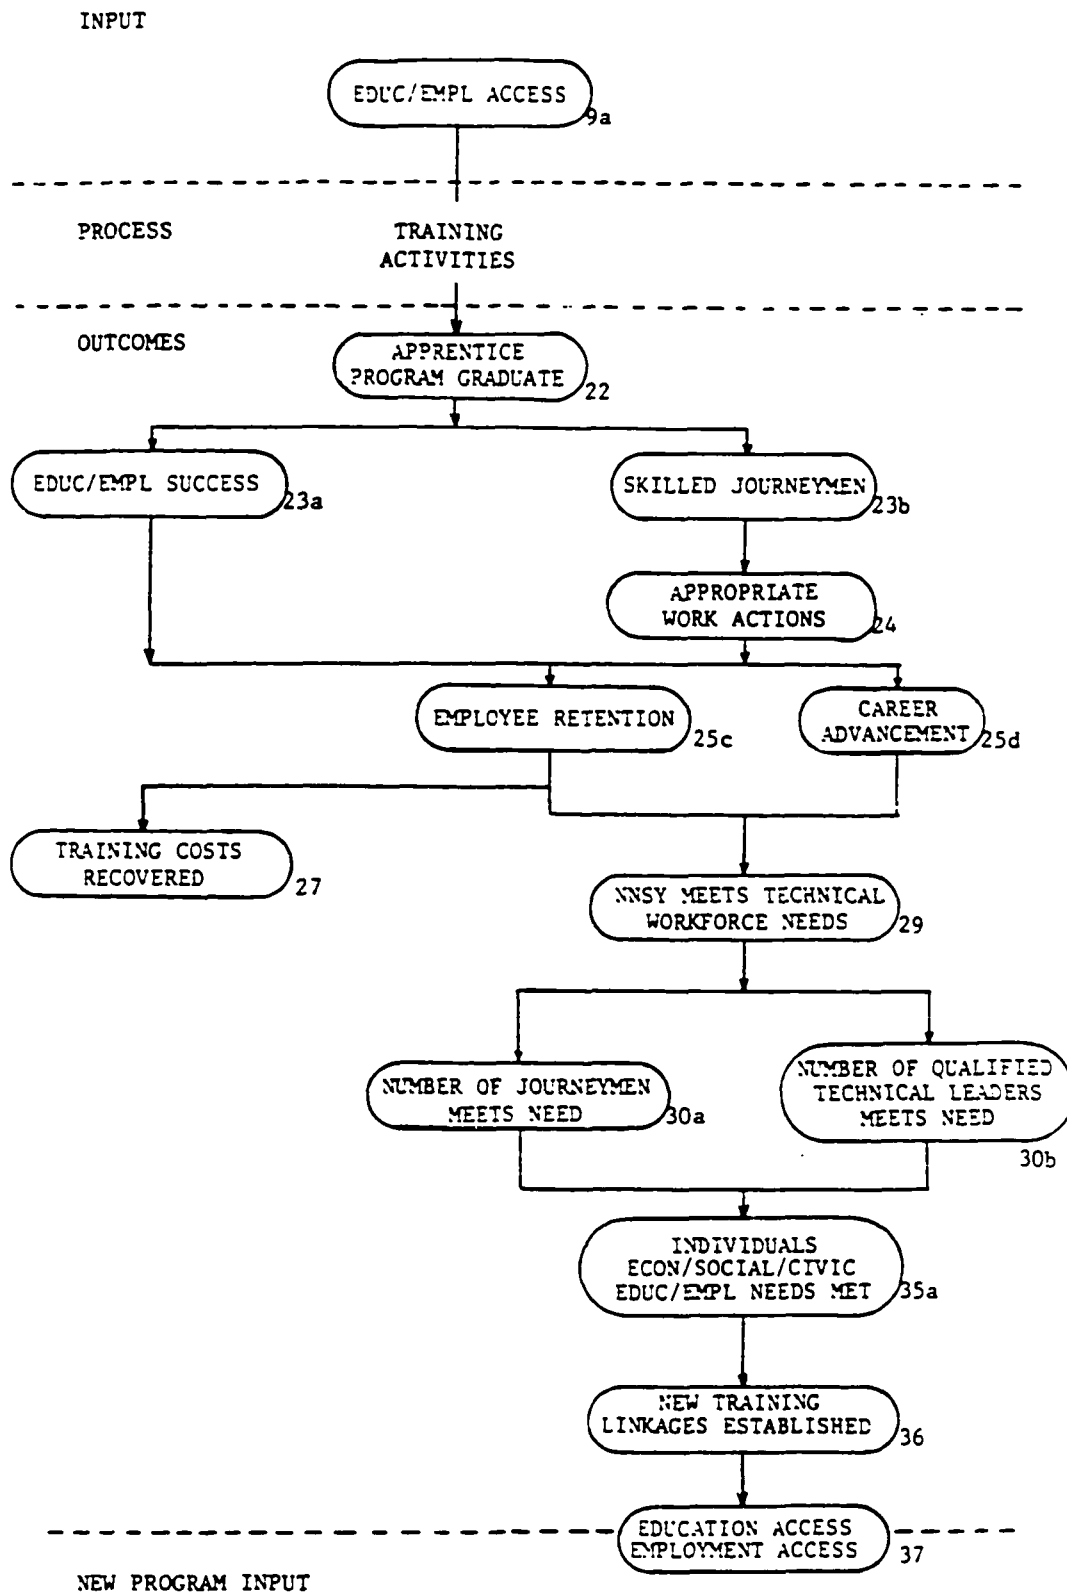 INPUT
EDUC/EMPL ACCESS
9a
PROCESS
TRAINING
ACTIVITIES
OUTCOMES
APPRENTICE
PROGRAM GRADUATE
22
EDUC/EMPL SUCCESS
23a
SKILLED JOURNEYMEN
23b
APPROPRIATE
WORK ACTIONS
24
EMPLOYEE RETENTION
25c
CAREER
ADVANCEMENT
25d
TRAINING COSTS
RECOVERED
27
NNSY MEETS TECHNICAL
WORKFORCE NEEDS
29
NUMBER OF JOURNEYMEN
MEETS NEED
30a
NUMBER OF QUALIFIED
TECHNICAL LEADERS
MEETS NEED
30b
INDIVIDUALS
ECON/SOCIAL/CIVIC
EDUC/EMPL NEEDS MET
35a
NEW TRAINING
LINKAGES ESTABLISHED
36
EDUCATION ACCESS
EMPLOYMENT ACCESS
37
NEW PROGRAM INPUT